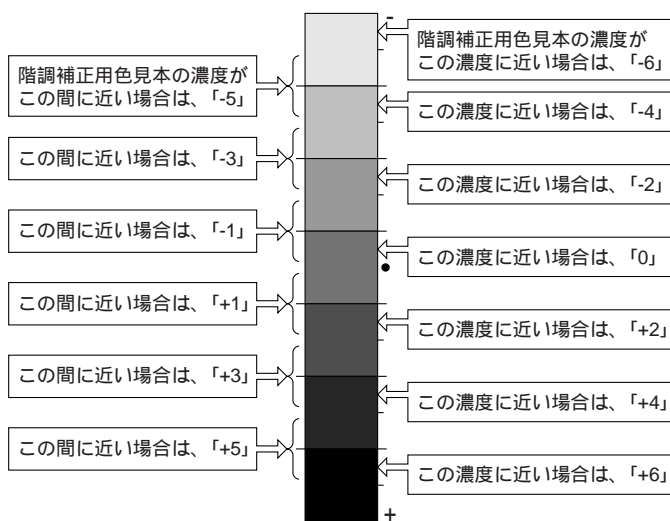 -
階調補正用色見本の濃度が
この濃度に近い場合は、「-6」
階調補正用色見本の濃度が
この間に近い場合は、「-5」
この濃度に近い場合は、「-4」
この間に近い場合は、「-3」
この濃度に近い場合は、「-2」
この間に近い場合は、「-1」
この濃度に近い場合は、「0」
この間に近い場合は、「+1」
この濃度に近い場合は、「+2」
この間に近い場合は、「+3」
この濃度に近い場合は、「+4」
この間に近い場合は、「+5」
この濃度に近い場合は、「+6」
+